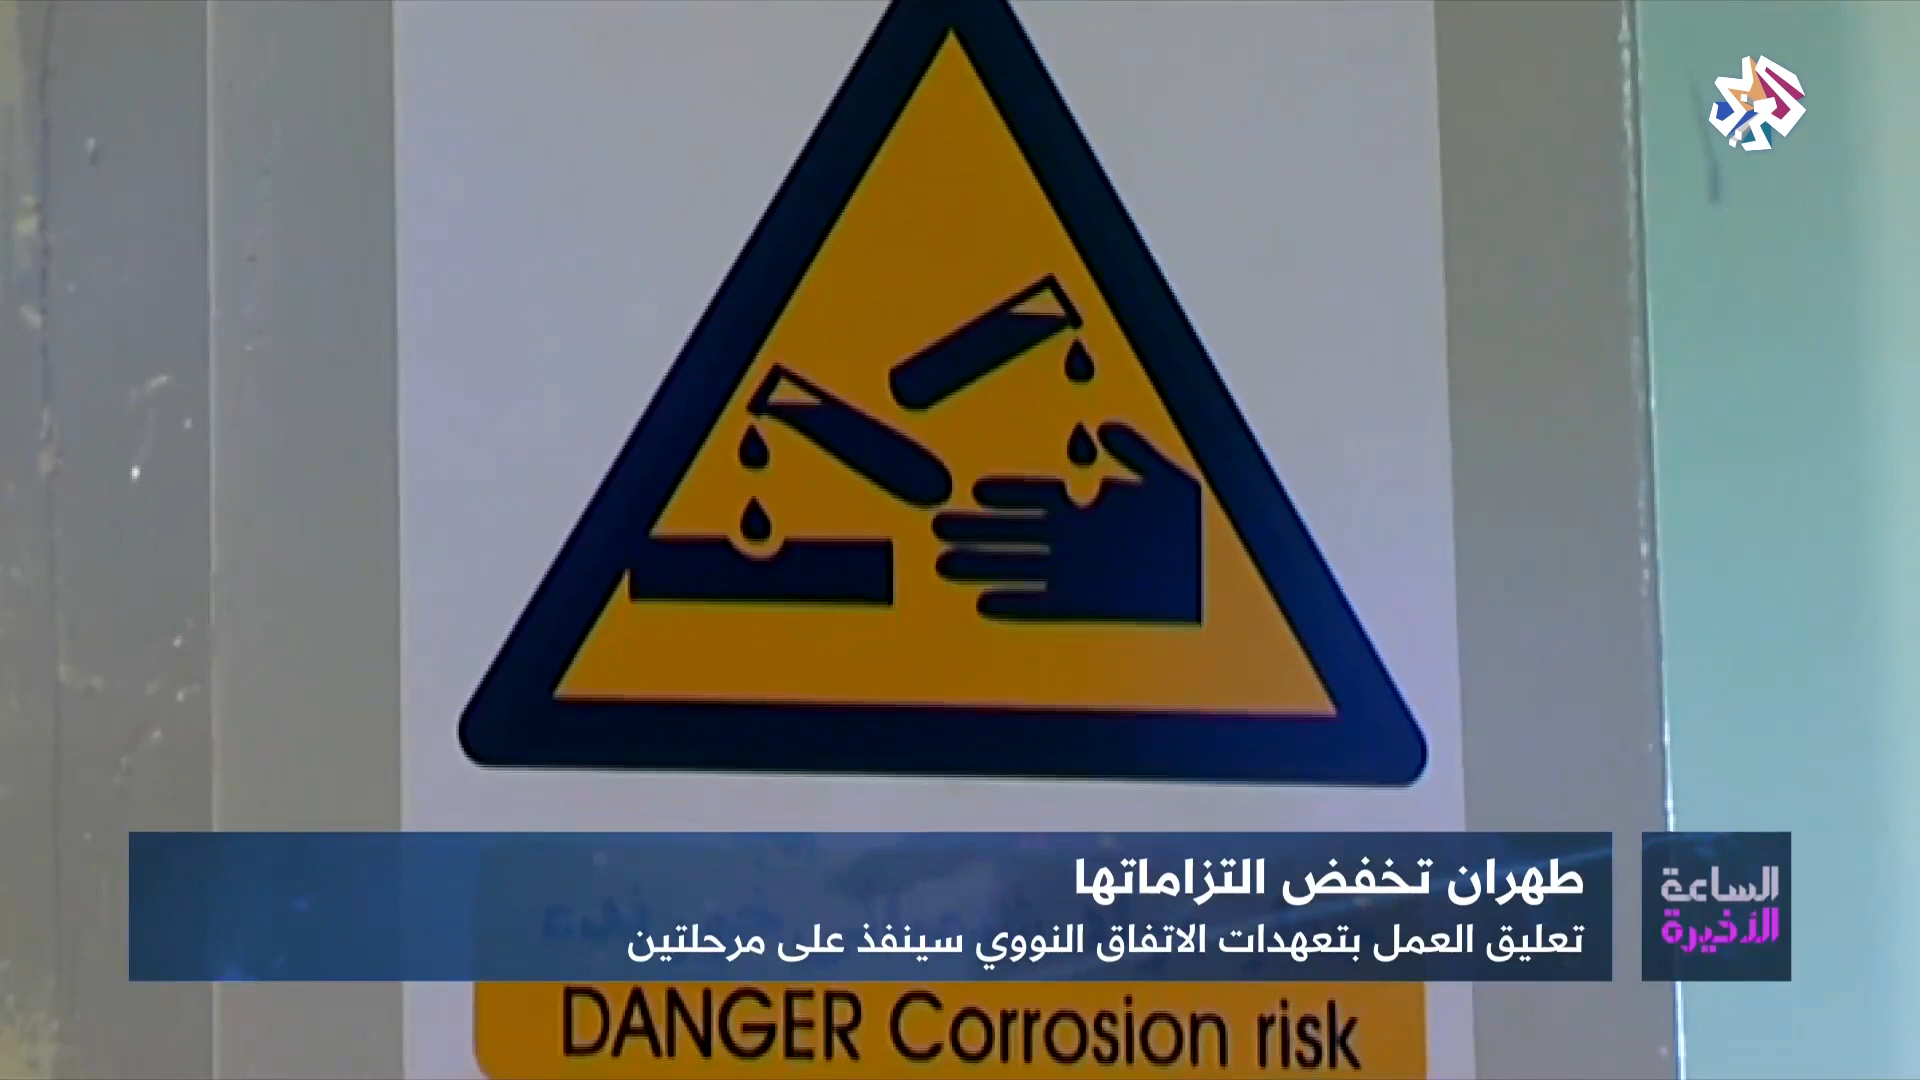 طهران تخفض التزاماتها
تعليق العمل بتعهدات الاتفاق النووي سينفذ على مرحلتين
الساعة
الأخيرة
DANGER Corrosion risk